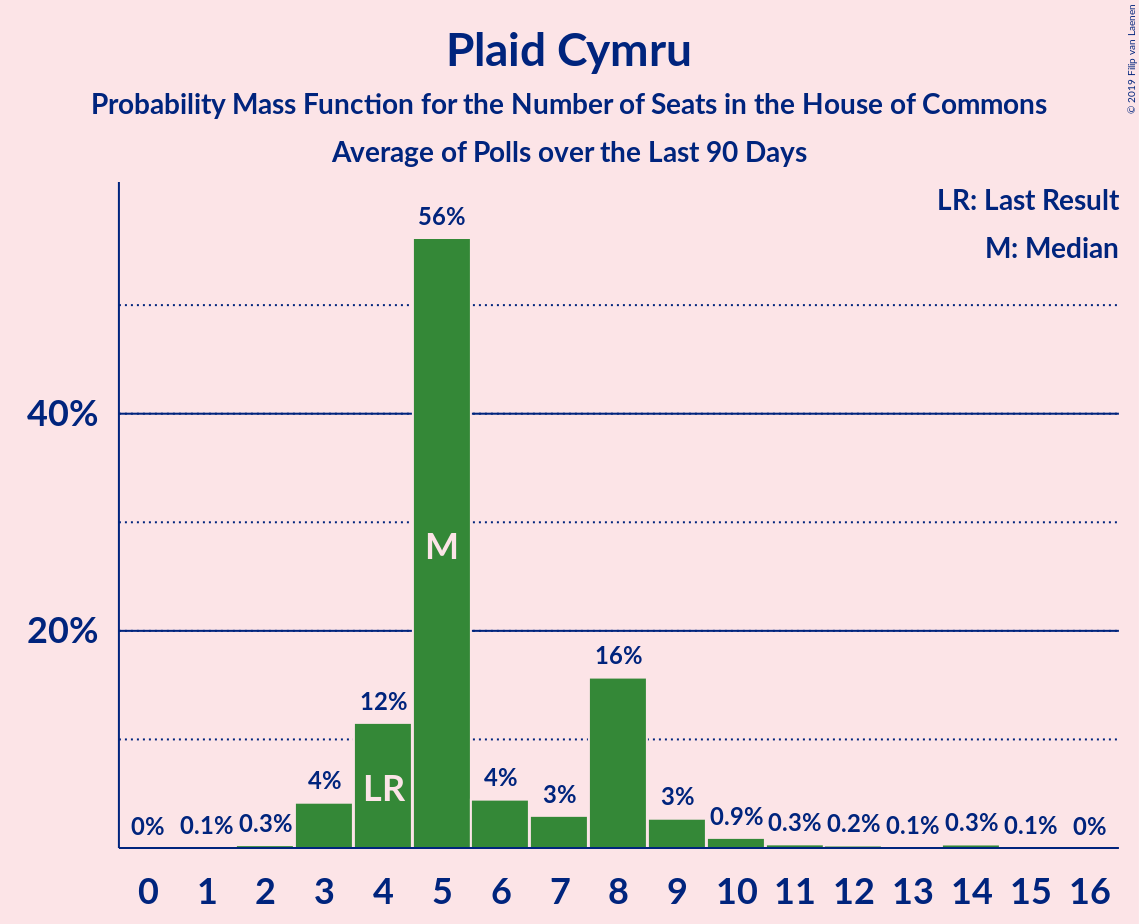 Plaid Cymru
Probability Mass Function for the Number of Seats in the House of Commons
Average of Polls over the Last 90 Days
© 2019 Filip van Laenen
LR: Last Result
M: Median
56%
40%
M
20%
16%
12%
LR
4%
4%
3%
3%
0% 0.1% 0.3% 0.9% 0.3% 0.2% 0.1% 0.3% 0.1% 0%
0 1 2 3 4 5 6 7 8 9 10 11 12 13 14 15 16